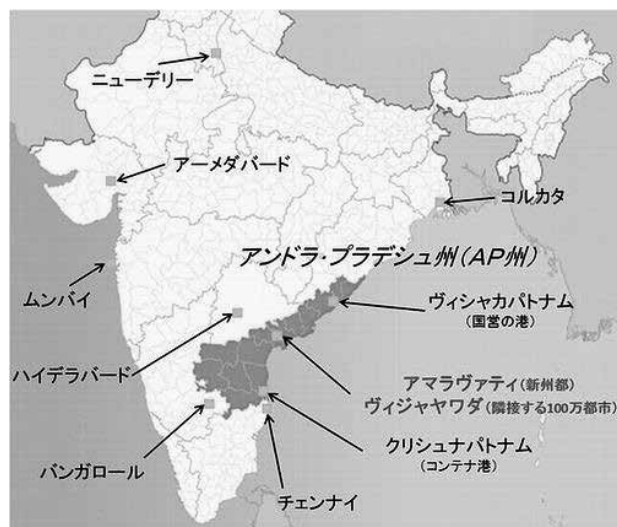 ニューデリー
アーメダバード
コルカタ
アンドラ・プラデシュ州(AP州)
ムンバイ
ヴィシャカパトナム
(国営の港)
ハイデラバード
アマラヴァティ(新州都)
ヴィジャヤワダ(隣接する100万都市)
クリシュナパトナム
(コンテナ港)
バンガロール
チェンナイ